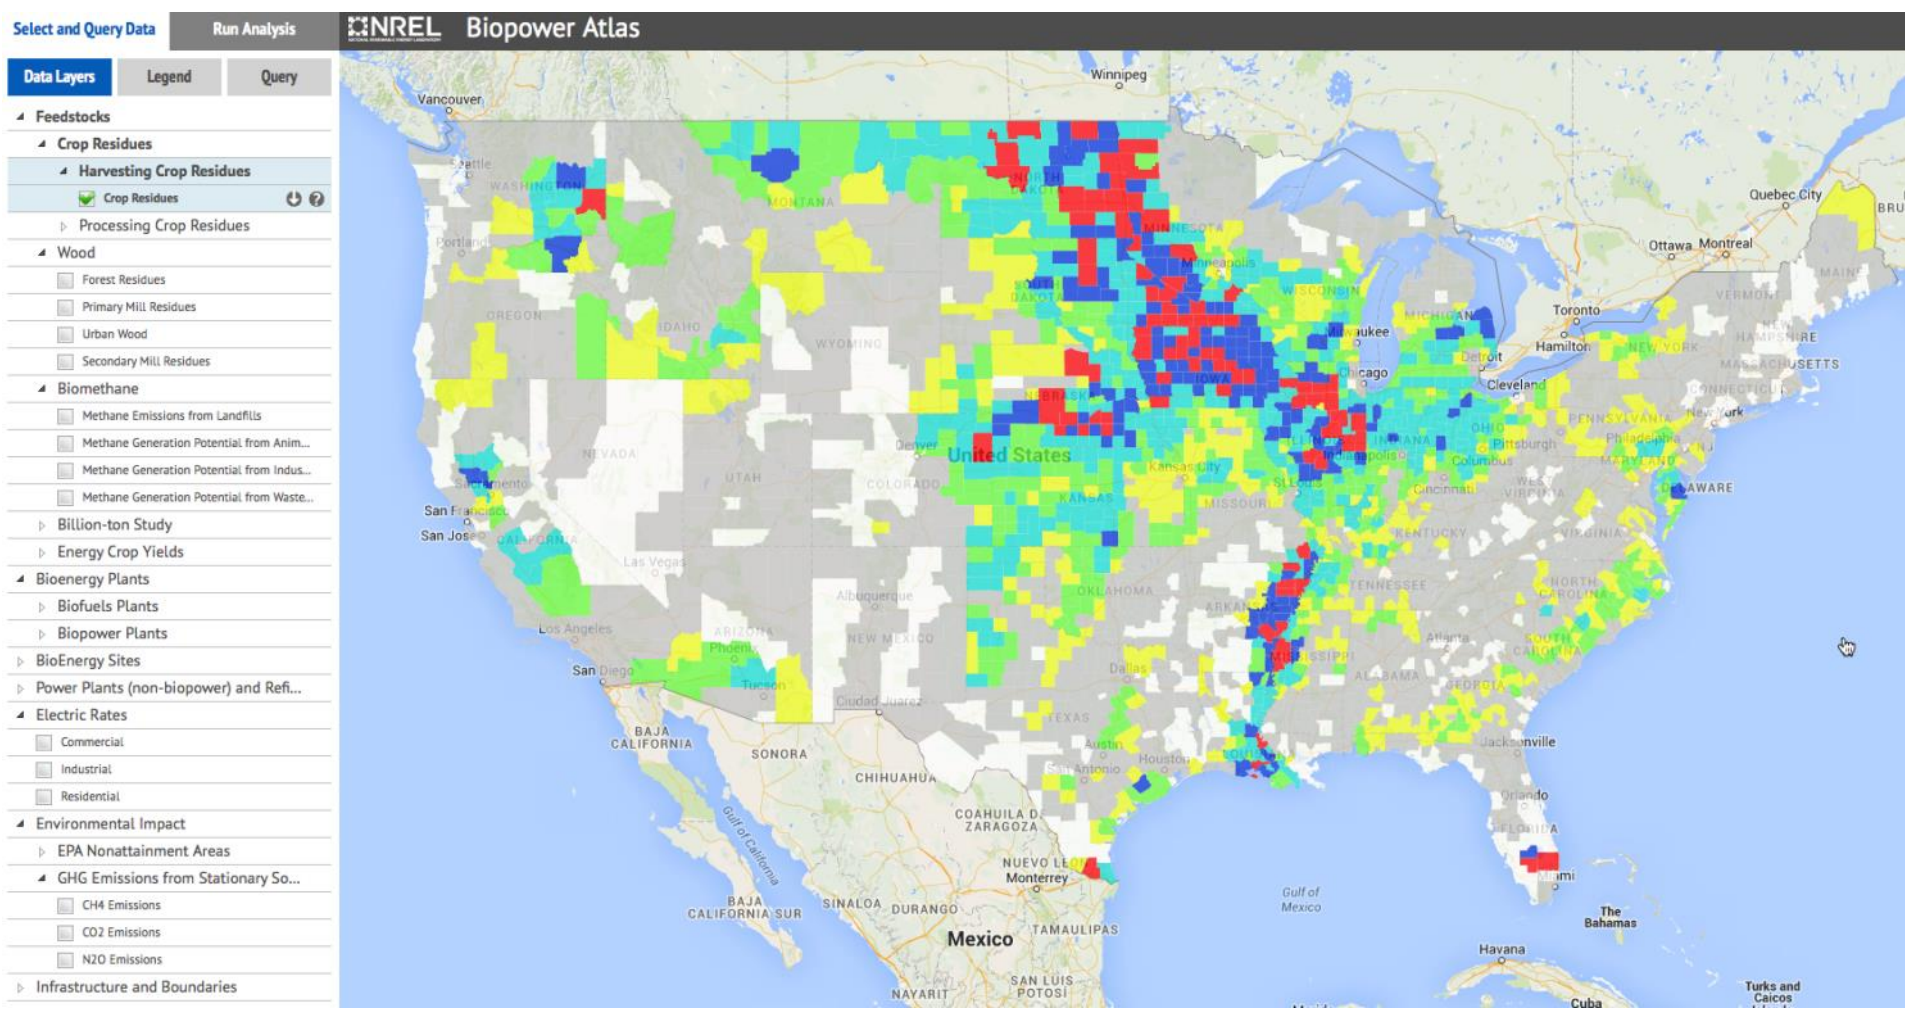 Select and Query Data
Run Analysis
NREL
Biopower Atlas
Data Layers
Legend
Query
Feedstocks
Crop Residues
Harvesting Crop Residues
Crop Residues
Processing Crop Residues
Wood
Forest Residues
Primary Mill Residues
Urban Wood
Secondary Mill Residues
Biomethane
Methane Emissions from Landfills
Methane Generation Potential from Anim...
Methane Generation Potential from Indus...
Methane Generation Potential from Waste...
Billion-ton Study
Energy Crop Yields
Bioenergy Plants
Biofuels Plants
Biopower Plants
BioEnergy Sites
Power Plants (non-biopower) and Refi...
Electric Rates
Commercial
Industrial
Residential
Environmental Impact
EPA Nonattainment Areas
GHG Emissions from Stationary So...
CH4 Emissions
CO2 Emissions
N2O Emissions
Infrastructure and Boundaries
Winnipeg
Vancouver
Seattle
WASHINGTON
MONTANA
NORTH
DAKOTA
Quebec City
BRU
MINNESOTA
Portland
Ottawa
Montreal
Minneapolis
MAINE
SOUTH
DAKOTA
WISCONSIN
VERMONT
OREGON
IDAHO
MICHIGAN
Toronto
WYOMING
Milwaukee
NEW
HAMPSHIRE
Hamilton
NEW YORK
Detroit
MASSACHUSETTS
Chicago
IOWA
Cleveland
CONNECTICUT
NEBRASKA
New York
PENNSYLVANIA
OHIO
NEVADA
Denver
United States
ILLINOIS
INDIANA
Pittsburgh
Philadelphia
NJ
Indianapolis
Columbus
MARYLAND
Kansas City
UTAH
COLORADO
Sacramento
St Louis
Cincinnati
WEST
VIRGINIA
DELAWARE
KANSAS
MISSOURI
San Francisco
San Jose
CALIFORNIA
KENTUCKY
VIRGINIA
Las Vegas
TENNESSEE
NORTH
CAROLINA
OKLAHOMA
Albuquerque
ARKANSAS
Los Angeles
ARIZONA
NEW MEXICO
Atlanta
SOUTH
CAROLINA
Phoenix
MISSISSIPPI
San Diego
Dallas
ALABAMA
GEORGIA
Tucson
Ciudad Juarez
TEXAS
BAJA
CALIFORNIA
Austin
Jacksonville
SONORA
Houston
LOUISIANA
San Antonio
CHIHUAHUA
Orlando
Gulf of California
COAHUILA DE
ZARAGOZA
FLORIDA
NUEVO LEON
Monterrey
Miami
Gulf of
Mexico
BAJA
CALIFORNIA SUR
SINALOA
DURANGO
The
Bahamas
Mexico
TAMAULIPAS
Havana
SAN LUIS
POTOSÍ
NAYARIT
Turks and
Caicos
Cuba